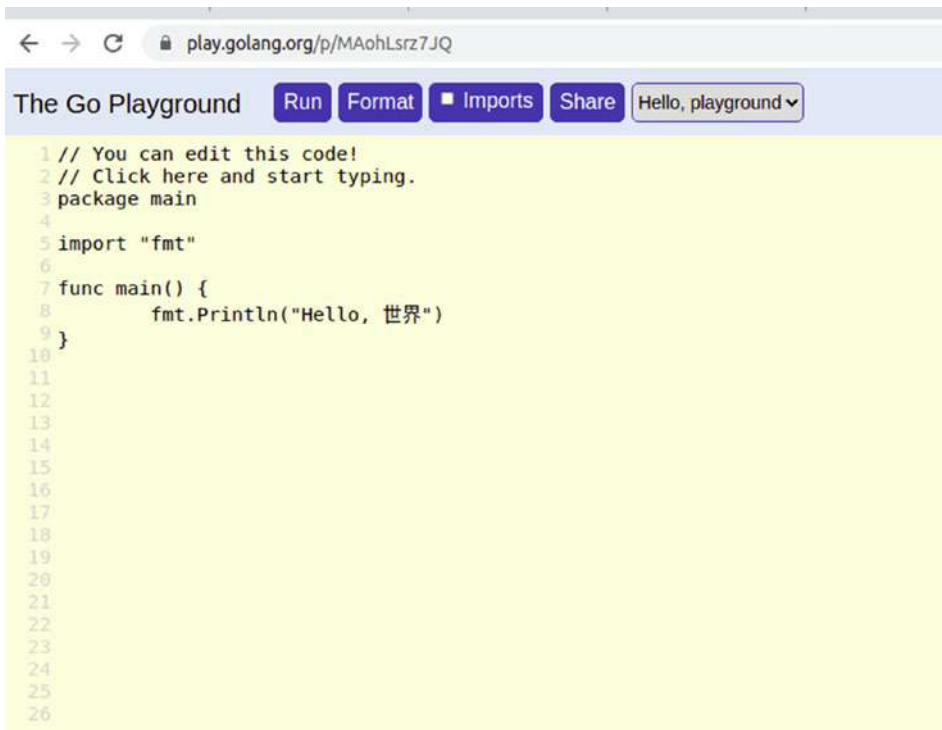 play.golang.org/p/MAohLsrz7JQ
The Go Playground Run Format Imports Share Hello, playground
1 // You can edit this code!
2 // Click here and start typing.
3 package main
4
5 import "fmt"
6
7 func main() {
8 fmt.Println("Hello, 世界")
9 }
10
11
12
13
14
15
16
17
18
19
20
21
22
23
24
25
26